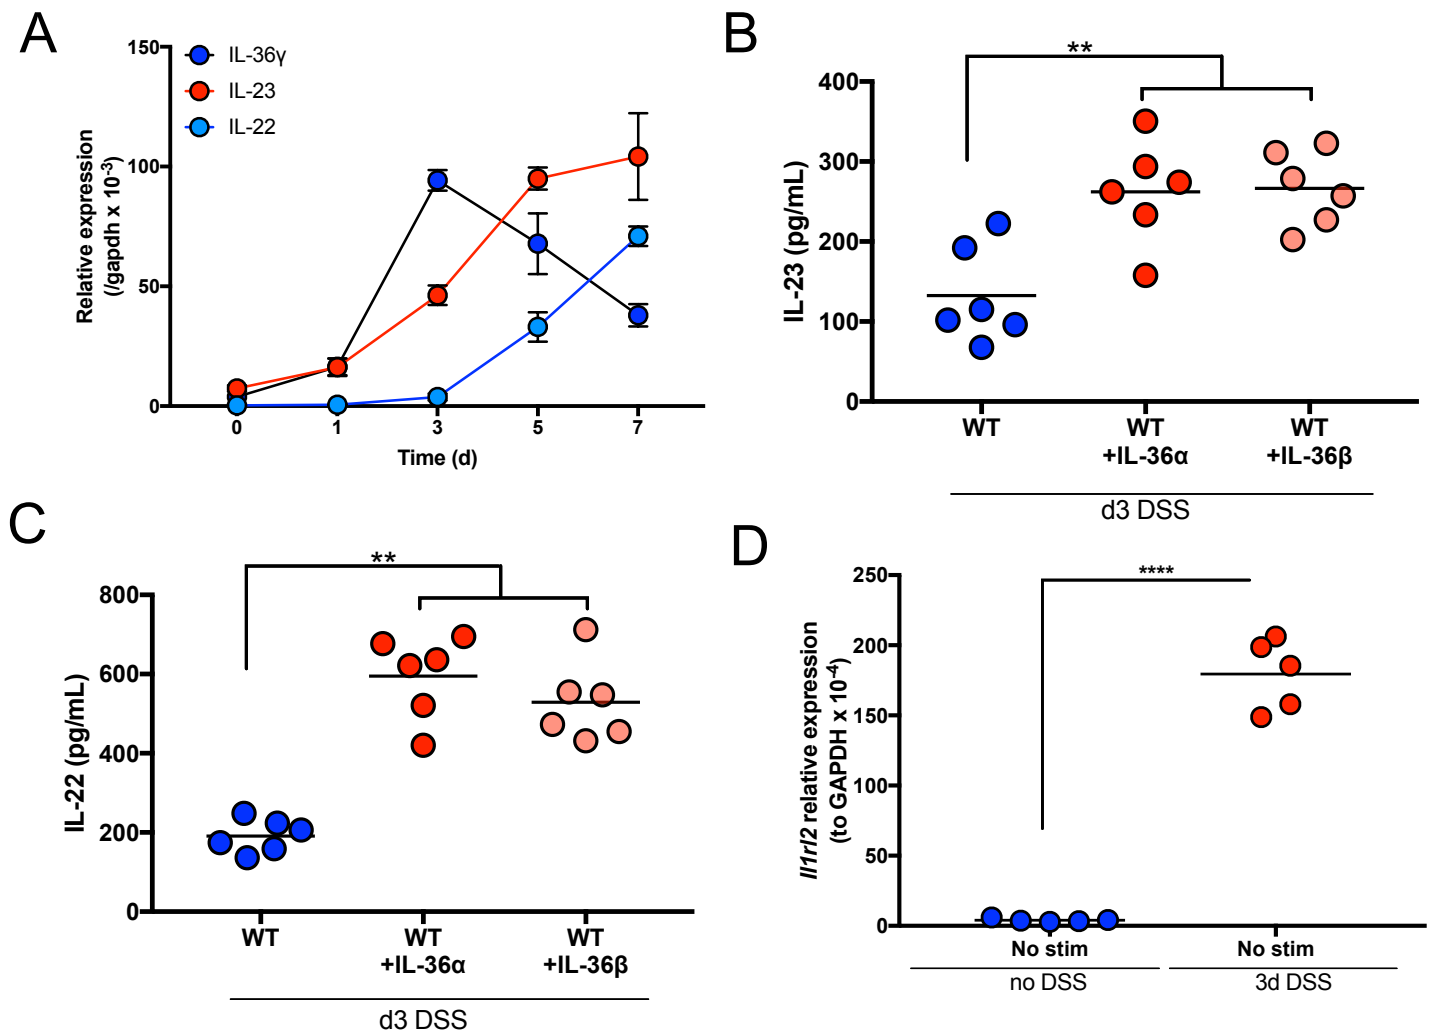 A
150
100
50
0
Relative expression
(/gapdh x 10⁻³)
IL-36γ
IL-23
IL-22
0 1 3 5 7
Time (d)
B
**
400
300
200
100
0
IL-23 (pg/mL)
WT WT WT
+IL-36α +IL-36β
d3 DSS
C
**
800
600
400
200
0
IL-22 (pg/mL)
WT WT WT
+IL-36α +IL-36β
d3 DSS
D
****
250
200
150
100
50
0
Il1rl2 relative expression
(to GAPDH x 10⁻⁴)
No stim No stim
no DSS 3d DSS